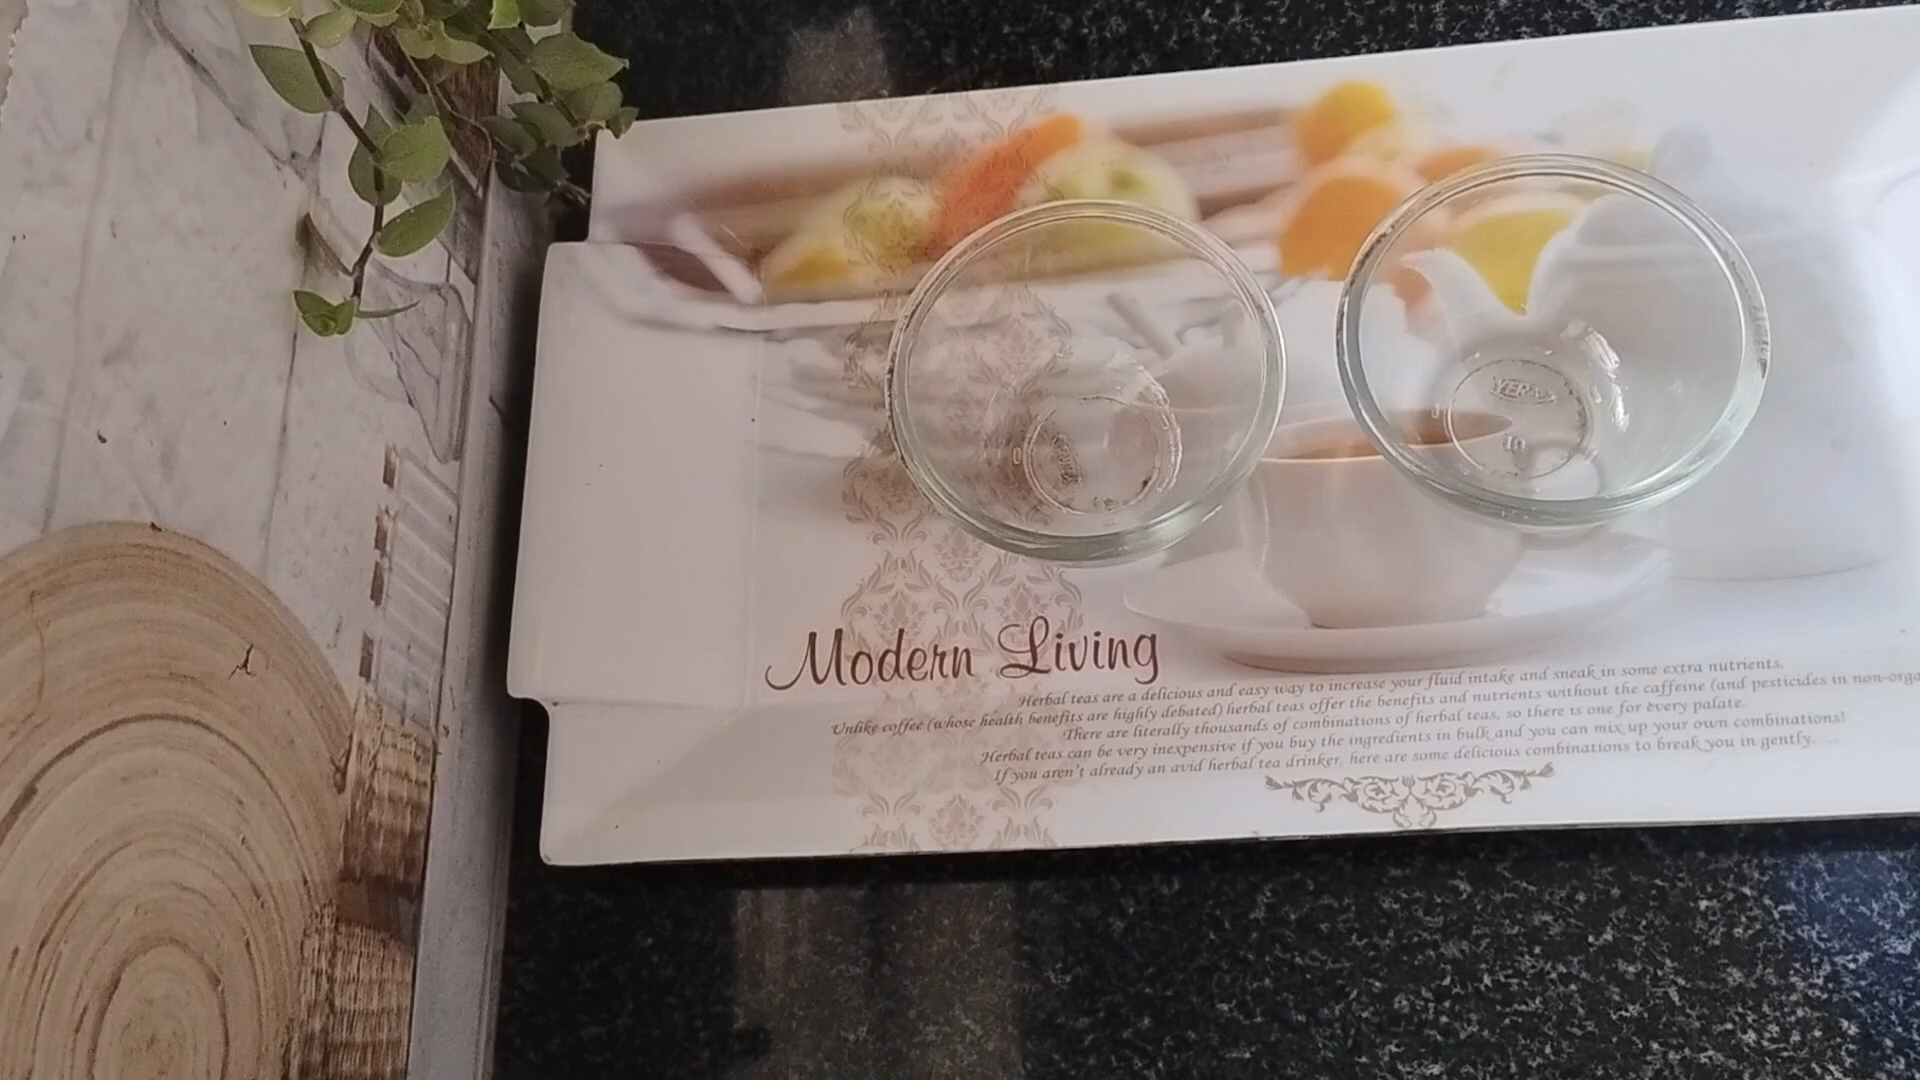 YERA
10
Modern Living
Herbal teas are a delicious and easy way to increase your fluid intake and sneak in some extra nutrients.
Unlike coffee (whose health benefits are highly debated) herbal teas offer the benefits and nutrients without the caffeine (and pesticides in non-orga
There are literally thousands of combinations of herbal teas, so there is one for every palate.
Herbal teas can be very inexpensive if you buy the ingredients in bulk and you can mix up your own combinations!
If you aren't already an avid herbal tea drinker, here are some delicious combinations to break you in gently.....